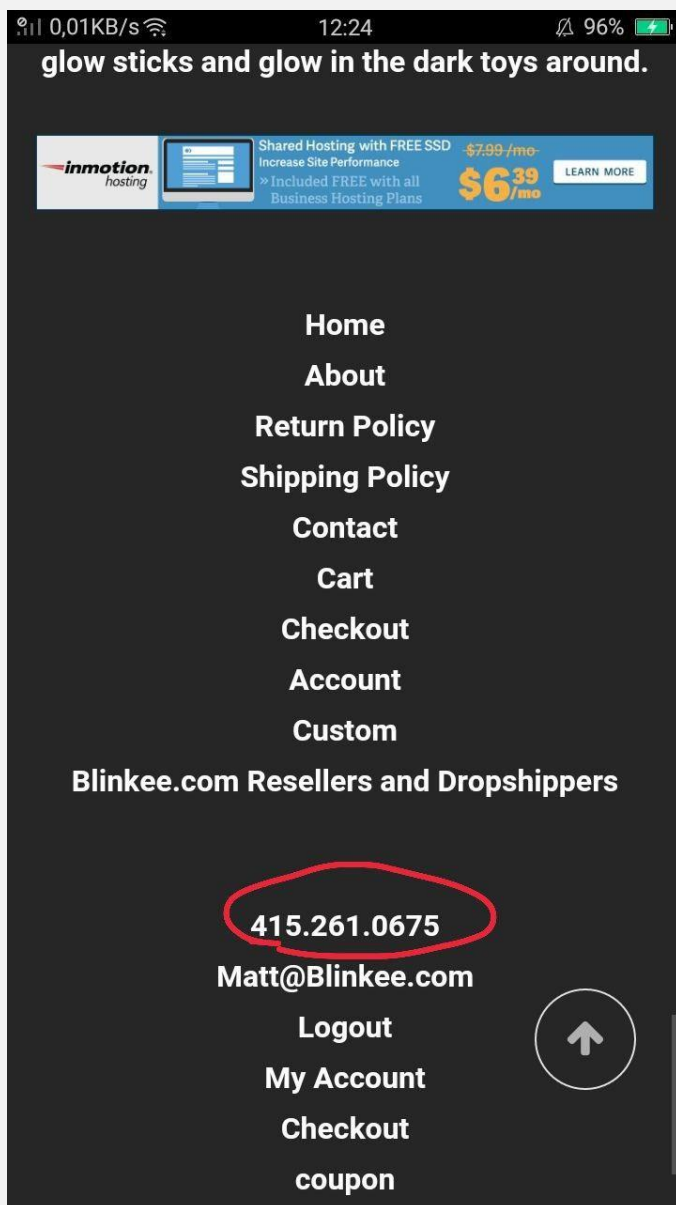 0,01KB/s 12:24 96%
glow sticks and glow in the dark toys around.
inmotion
hosting
Shared Hosting with FREE SSD
Increase Site Performance
» Included FREE with all
Business Hosting Plans
$7.99 /mo
$6.39 /mo
LEARN MORE
Home
About
Return Policy
Shipping Policy
Contact
Cart
Checkout
Account
Custom
Blinkee.com Resellers and Dropshippers
415.261.0675
Matt@Blinkee.com
Logout
My Account
Checkout
coupon